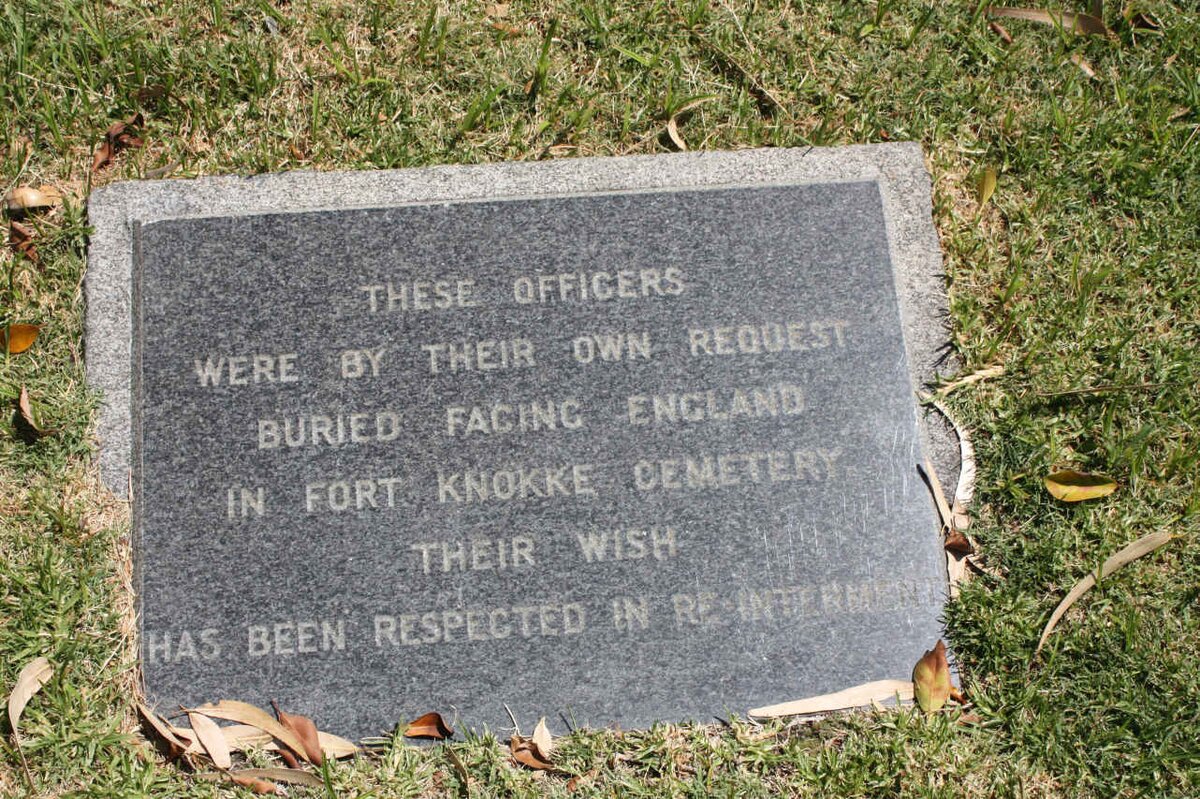 THESE OFFICERS
WERE BY THEIR OWN REQUEST
BURIED FACING ENGLAND
IN FORT KNOKKE CEMETERY
THEIR WISH
HAS BEEN RESPECTED IN RE-INTERMENT